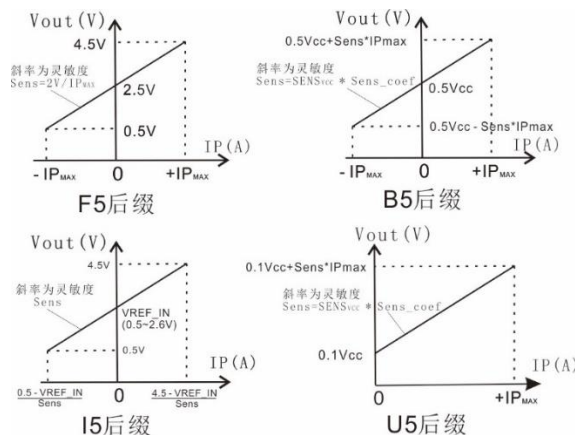 Vout(V)
4.5V
斜率为灵敏度
Sens=2V/IPMAX
2.5V
0.5V
IP(A)
- IPMAX
0
+IPMAX
F5后缀
Vout(V)
0.5Vcc+Sens*IPmax
斜率为灵敏度
Sens=SENSVCC * Sens_coef
0.5Vcc
0.5Vcc - Sens*IPmax
IP(A)
- IPMAX
0
+IPMAX
B5后缀
Vout(V)
4.5V
斜率为灵敏度
Sens
VREF_IN
(0.5~2.6V)
0.5V
IP(A)
0.5 - VREF_IN
Sens
0
4.5 - VREF_IN
Sens
I5后缀
Vout(V)
0.1Vcc+Sens*IPmax
斜率为灵敏度
Sens=SENSVCC * Sens_coef
0.1Vcc
IP(A)
0
+IPMAX
U5后缀